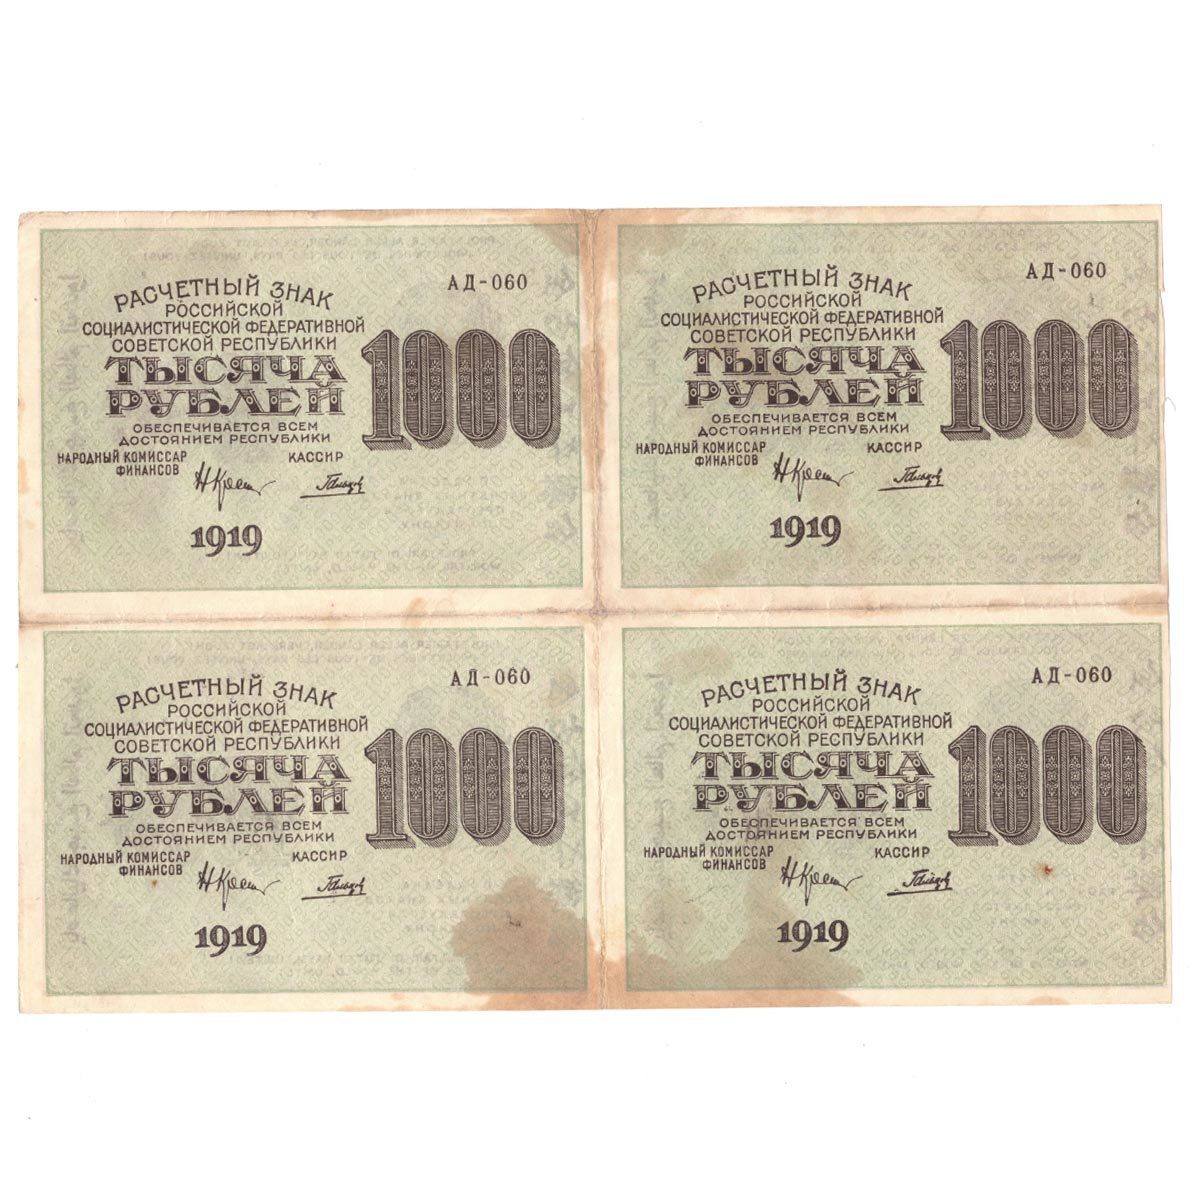 АД-060
РАСЧЕТНЫЙ ЗНАК
РОССИЙСКОЙ
СОЦИАЛИСТИЧЕСКОЙ ФЕДЕРАТИВНОЙ
СОВЕТСКОЙ РЕСПУБЛИКИ
ТЫСЯЧА
РУБЛЕЙ
1000
ОБЕСПЕЧИВАЕТСЯ ВСЕМ
ДОСТОЯНИЕМ РЕСПУБЛИКИ
НАРОДНЫЙ КОМИССАР
ФИНАНСОВ
КАССИР
1919
АД-060
РАСЧЕТНЫЙ ЗНАК
РОССИЙСКОЙ
СОЦИАЛИСТИЧЕСКОЙ ФЕДЕРАТИВНОЙ
СОВЕТСКОЙ РЕСПУБЛИКИ
ТЫСЯЧА
РУБЛЕЙ
1000
ОБЕСПЕЧИВАЕТСЯ ВСЕМ
ДОСТОЯНИЕМ РЕСПУБЛИКИ
НАРОДНЫЙ КОМИССАР
ФИНАНСОВ
КАССИР
1919
АД-060
РАСЧЕТНЫЙ ЗНАК
РОССИЙСКОЙ
СОЦИАЛИСТИЧЕСКОЙ ФЕДЕРАТИВНОЙ
СОВЕТСКОЙ РЕСПУБЛИКИ
ТЫСЯЧА
РУБЛЕЙ
1000
ОБЕСПЕЧИВАЕТСЯ ВСЕМ
ДОСТОЯНИЕМ РЕСПУБЛИКИ
НАРОДНЫЙ КОМИССАР
ФИНАНСОВ
КАССИР
1919
АД-060
РАСЧЕТНЫЙ ЗНАК
РОССИЙСКОЙ
СОЦИАЛИСТИЧЕСКОЙ ФЕДЕРАТИВНОЙ
СОВЕТСКОЙ РЕСПУБЛИКИ
ТЫСЯЧА
РУБЛЕЙ
1000
ОБЕСПЕЧИВАЕТСЯ ВСЕМ
ДОСТОЯНИЕМ РЕСПУБЛИКИ
НАРОДНЫЙ КОМИССАР
ФИНАНСОВ
КАССИР
1919